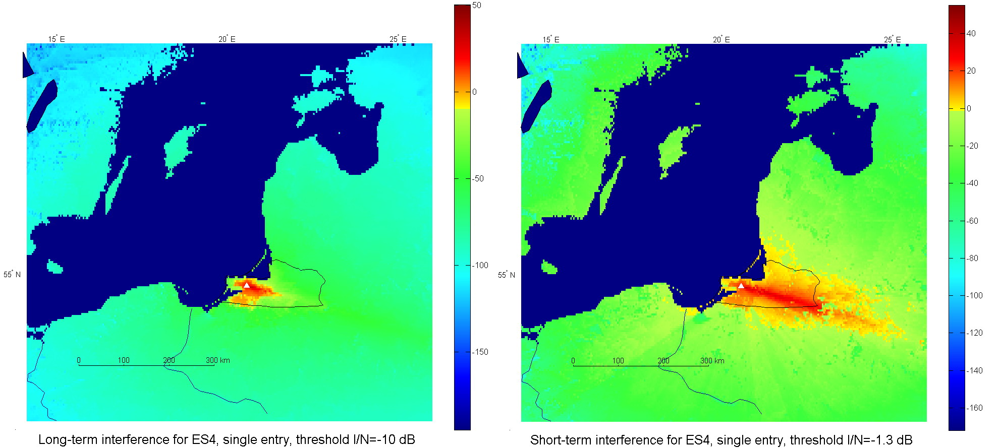 50
15° E 20° E 25° E
0
-50
-100
-150
55° N
0 100 200 300 km
Long-term interference for ES4, single entry, threshold I/N=-10 dB
15° E 20° E 25° E
40
20
0
-20
-40
-60
-80
-100
-120
-140
-160
55° N
0 100 200 300 km
Short-term interference for ES4, single entry, threshold I/N=-1.3 dB